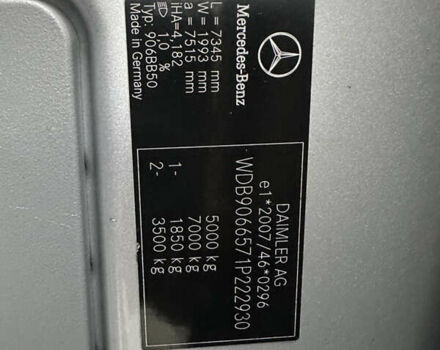 DAIMLER AG
e1*2007/46*0296
WDB9066571P222930
5000 kg
7000 kg
1- 1850 kg
2- 3500 kg
Mercedes-Benz
L = 7345 mm
W = 1993 mm
a = 7515 mm
iHA=4,182
1,0 %
Typ: 906BB50
Made in Germany